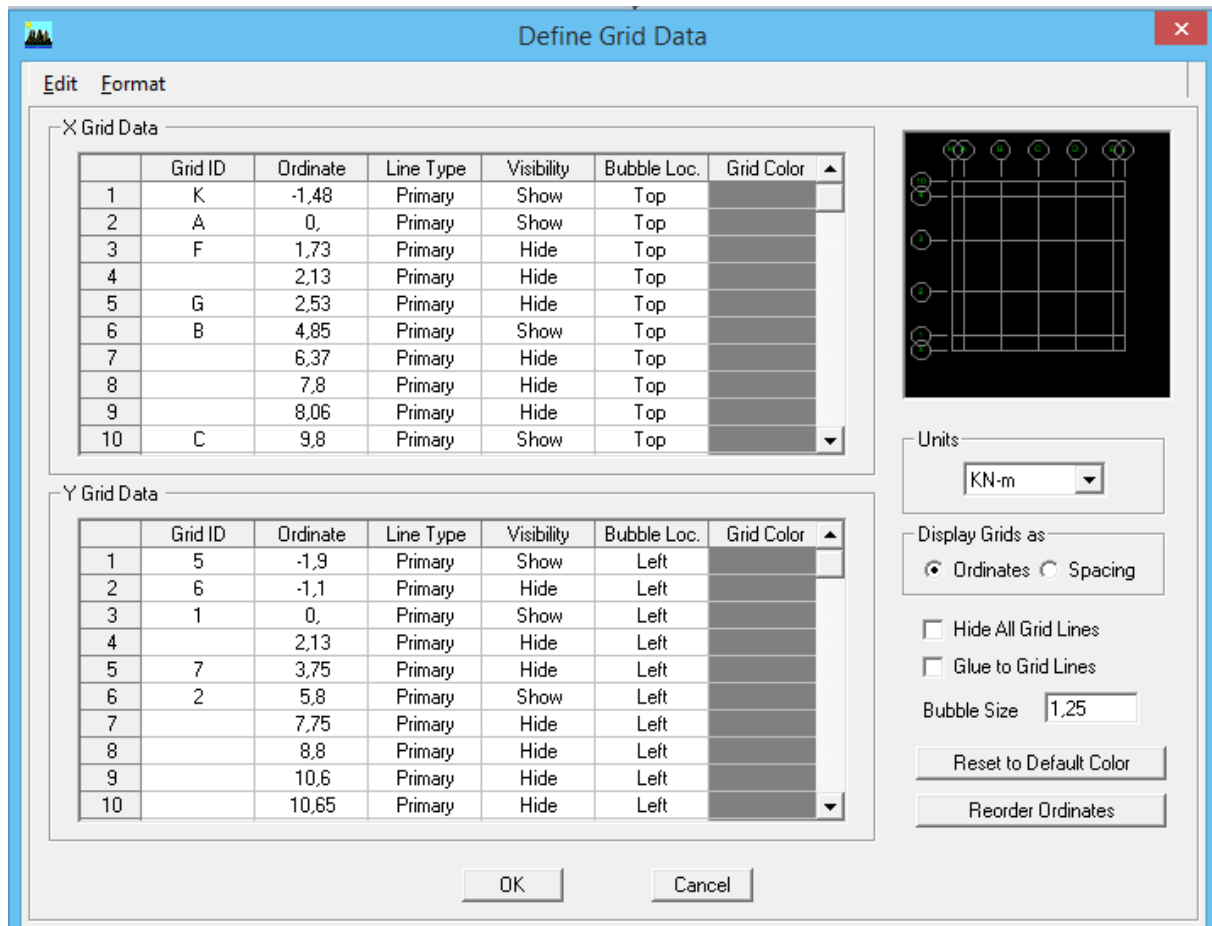 Define Grid Data
Edit Format
X Grid Data
Grid ID Ordinate Line Type Visibility Bubble Loc. Grid Color
1 K -1,48 Primary Show Top
2 A 0, Primary Show Top
3 F 1,73 Primary Hide Top
4 2,13 Primary Hide Top
5 G 2,53 Primary Hide Top
6 B 4,85 Primary Show Top
7 6,37 Primary Hide Top
8 7,8 Primary Hide Top
9 8,06 Primary Hide Top
10 C 9,8 Primary Show Top
Y Grid Data
Grid ID Ordinate Line Type Visibility Bubble Loc. Grid Color
1 5 -1,9 Primary Show Left
2 6 -1,1 Primary Hide Left
3 1 0, Primary Show Left
4 2,13 Primary Hide Left
5 7 3,75 Primary Hide Left
6 2 5,8 Primary Show Left
7 7,75 Primary Hide Left
8 8,8 Primary Hide Left
9 10,6 Primary Hide Left
10 10,65 Primary Hide Left
Units
KN-m
Display Grids as
Ordinates Spacing
Hide All Grid Lines
Glue to Grid Lines
Bubble Size 1,25
Reset to Default Color
Reorder Ordinates
OK Cancel